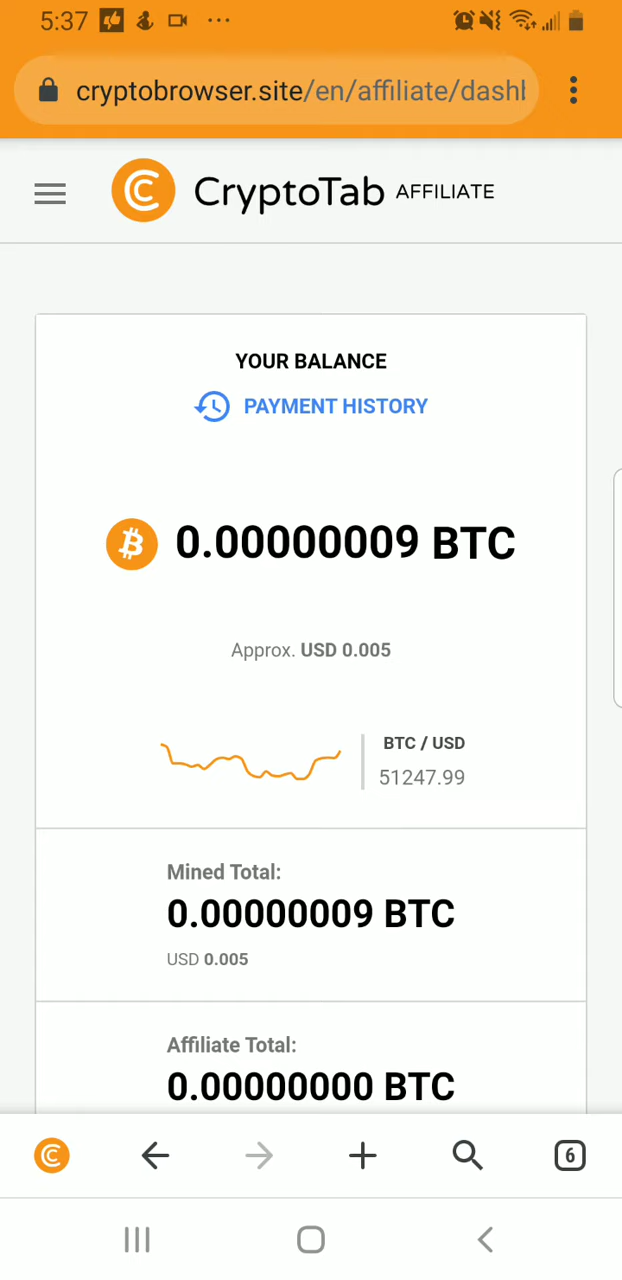 5:37
cryptobrowser.site/en/affiliate/dashl
CryptoTab AFFILIATE
YOUR BALANCE
PAYMENT HISTORY
0.00000009 BTC
Approx. USD 0.005
BTC / USD
51247.99
Mined Total:
0.00000009 BTC
USD 0.005
Affiliate Total:
0.00000000 BTC
6